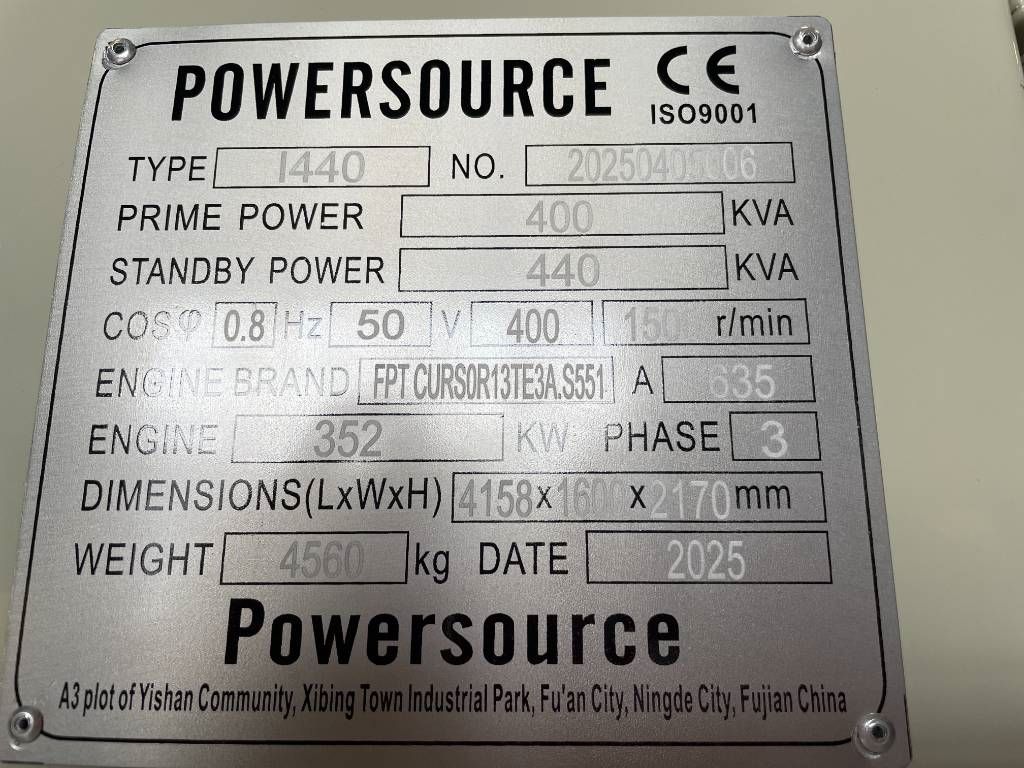 POWERSOURCE CE
ISO9001
TYPE I440 NO.
PRIME POWER 400 KVA
STANDBY POWER 440 KVA
COSφ 0.8 Hz 50 V 400 r/min
ENGINE BRAND FPT CURSOR13TE3A.S551 A 635
ENGINE 352 KW PHASE 3
DIMENSIONS(LxWxH) 4158x1600x2170mm
WEIGHT 4560 kg DATE 2025
Powersource
A3 plot of Yishan Community, Xibing Town Industrial Park, Fu'an City, Ningde City, Fujian China